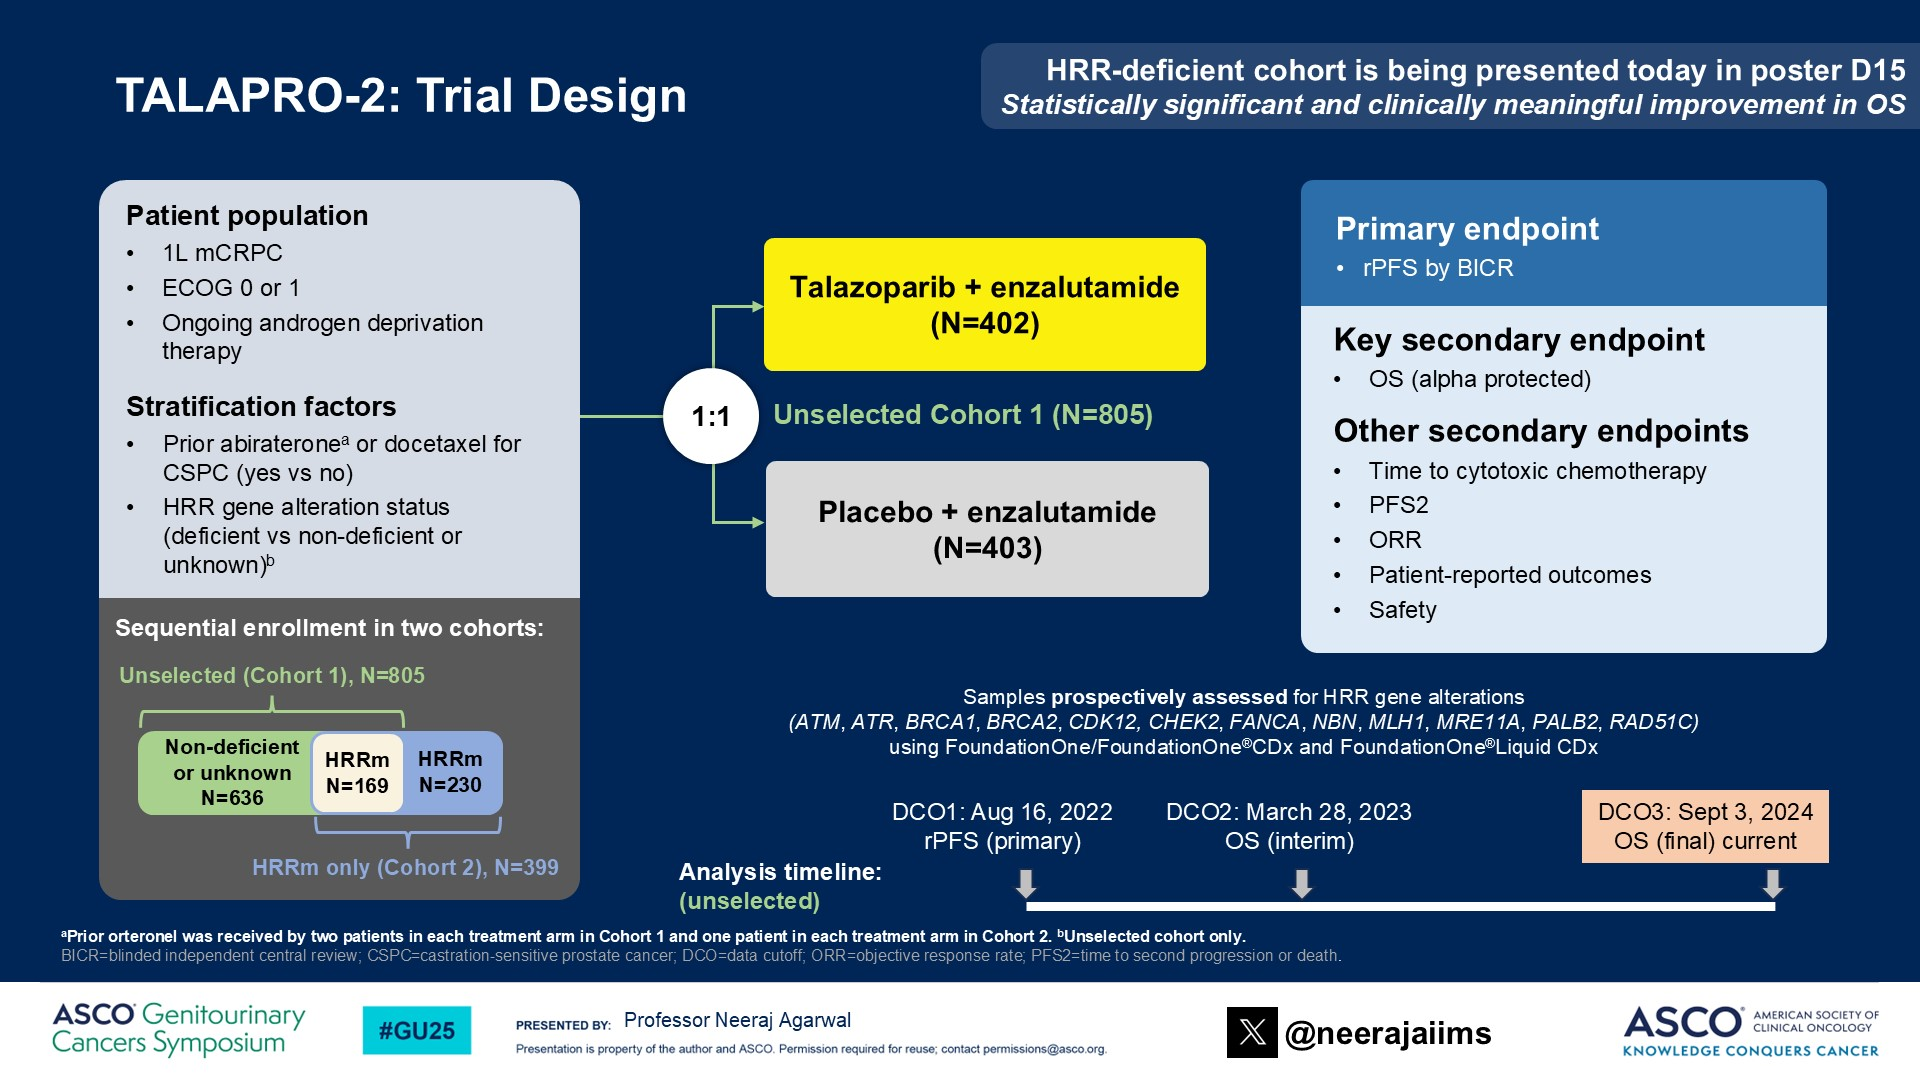 TALAPRO-2: Trial Design
HRR-deficient cohort is being presented today in poster D15
Statistically significant and clinically meaningful improvement in OS
Patient population
• 1L mCRPC
• ECOG 0 or 1
• Ongoing androgen deprivation
therapy
Stratification factors
• Prior abirateroneᵃ or docetaxel for
CSPC (yes vs no)
• HRR gene alteration status
(deficient vs non-deficient or
unknown)ᵇ
Sequential enrollment in two cohorts:
Unselected (Cohort 1), N=805
Non-deficient
or unknown
N=636
HRRm
N=169
HRRm
N=230
HRRm only (Cohort 2), N=399
1:1
Talazoparib + enzalutamide
(N=402)
Unselected Cohort 1 (N=805)
Placebo + enzalutamide
(N=403)
Primary endpoint
• rPFS by BICR
Key secondary endpoint
• OS (alpha protected)
Other secondary endpoints
• Time to cytotoxic chemotherapy
• PFS2
• ORR
• Patient-reported outcomes
• Safety
Samples prospectively assessed for HRR gene alterations
(ATM, ATR, BRCA1, BRCA2, CDK12, CHEK2, FANCA, NBN, MLH1, MRE11A, PALB2, RAD51C)
using FoundationOne/FoundationOne®CDx and FoundationOne®Liquid CDx
DCO1: Aug 16, 2022
rPFS (primary)
DCO2: March 28, 2023
OS (interim)
DCO3: Sept 3, 2024
OS (final) current
Analysis timeline:
(unselected)
ᵃPrior orteronel was received by two patients in each treatment arm in Cohort 1 and one patient in each treatment arm in Cohort 2. ᵇUnselected cohort only.
BICR=blinded independent central review; CSPC=castration-sensitive prostate cancer; DCO=data cutoff; ORR=objective response rate; PFS2=time to second progression or death.
ASCO® Genitourinary
Cancers Symposium
#GU25
PRESENTED BY: Professor Neeraj Agarwal
Presentation is property of the author and ASCO. Permission required for reuse; contact permissions@asco.org.
X @neerajaiims
ASCO® AMERICAN SOCIETY OF
CLINICAL ONCOLOGY
KNOWLEDGE CONQUERS CANCER